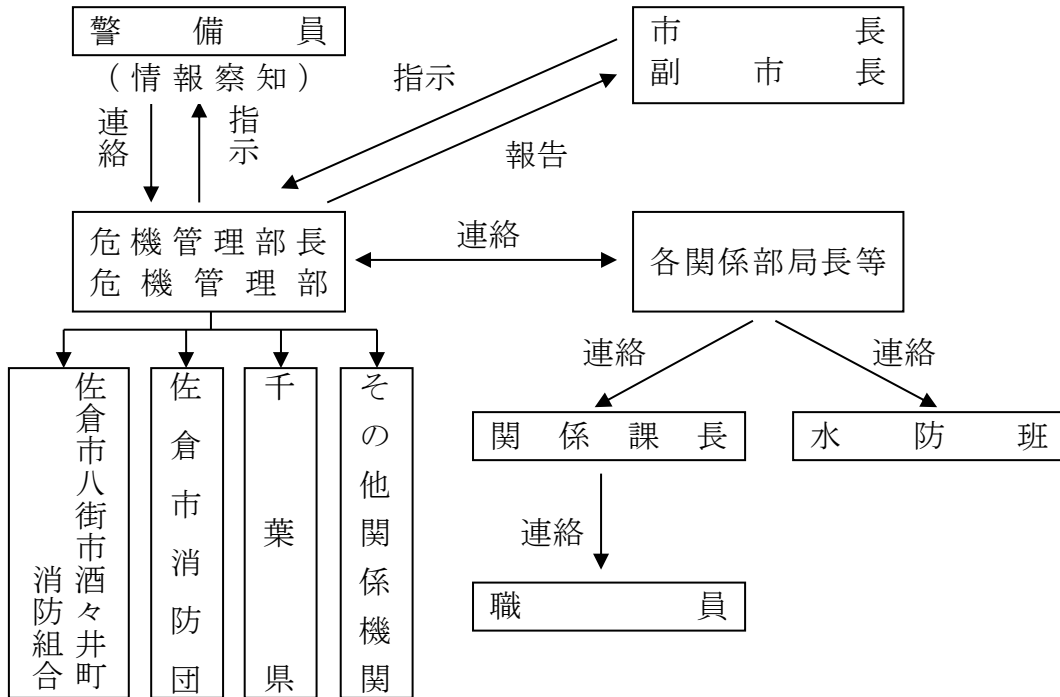 警備員
（情報察知）
連絡
指示
市長
副市長
指示
報告
危機管理部長
危機管理部
連絡
各関係部局長等
連絡
連絡
佐倉市八街市酒々井町
消防組合
佐倉市消防団
千葉県
その他関係機関
関係課長
水防班
連絡
職員